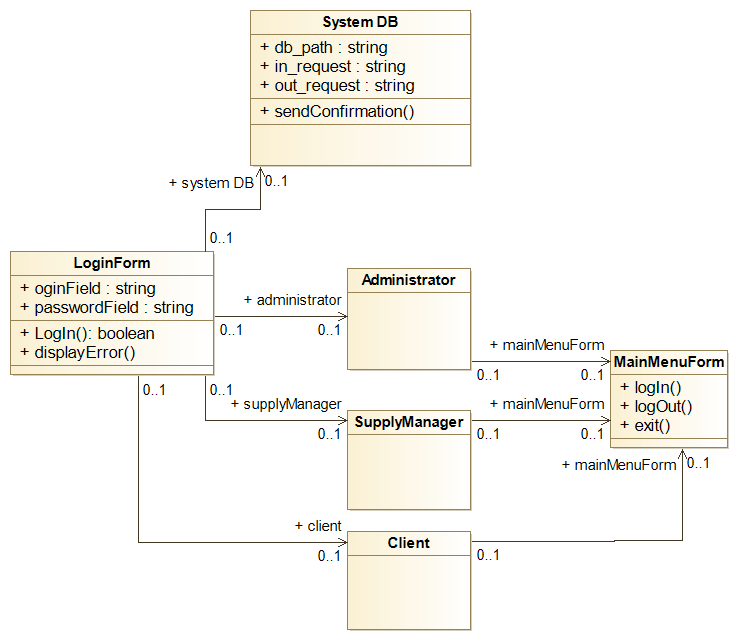 System DB
+ db_path : string
+ in_request : string
+ out_request : string
+ sendConfirmation()
+ system DB
0..1
0..1
LoginForm
+ oginField : string
+ passwordField : string
+ LogIn(): boolean
+ displayError()
+ administrator
0..1
0..1
Administrator
+ mainMenuForm
0..1
0..1
MainMenuForm
+ logIn()
+ logOut()
+ exit()
0..1
0..1
+ supplyManager
0..1
SupplyManager
+ mainMenuForm
0..1
0..1
+ mainMenuForm
0..1
+ client
0..1
Client
0..1